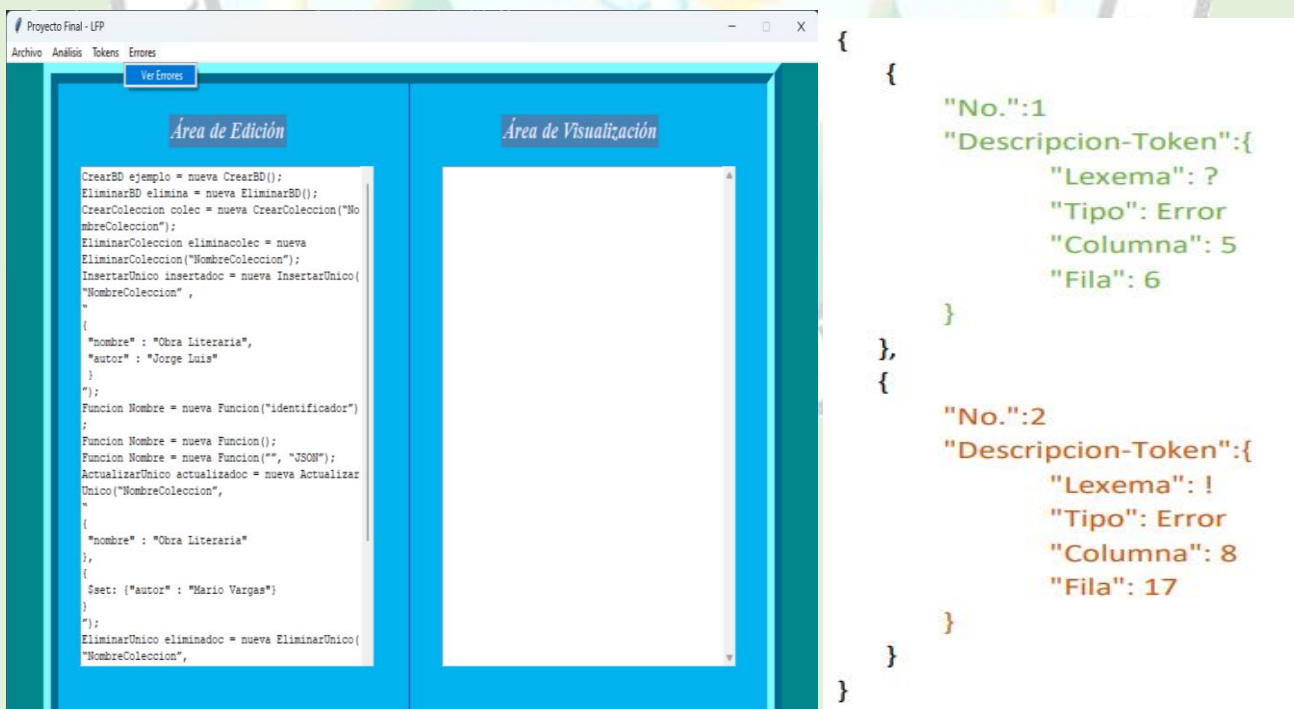 Proyecto Final - LFP
Archivo Análisis Tokens Errores
Ver Errores
Área de Edición
CrearBD ejemplo = nueva CrearBD();
EliminarBD elimina = nueva EliminarBD();
CrearColeccion colec = nueva CrearColeccion(“No
mbreColeccion”);
EliminarColeccion eliminacolec = nueva
EliminarColeccion(“NombreColeccion”);
InsertarUnico insertadoc = nueva InsertarUnico(
“NombreColeccion” ,
“
{
"nombre" : "Obra Literaria",
"autor" : "Jorge Luis"
}
”);
Funcion Nombre = nueva Funcion(“identificador”)
;
Funcion Nombre = nueva Funcion();
Funcion Nombre = nueva Funcion(“”, “JSON”);
ActualizarUnico actualizadoc = nueva Actualizar
Unico(“NombreColeccion”,
“
{
"nombre" : "Obra Literaria"
},
{
$set: {"autor" : "Mario Vargas"}
}
”);
EliminarUnico eliminadoc = nueva EliminarUnico(
“NombreColeccion”,
Área de Visualización
{
{
"No.":1
"Descripcion-Token":{
"Lexema": ?
"Tipo": Error
"Columna": 5
"Fila": 6
}
},
{
"No.":2
"Descripcion-Token":{
"Lexema": !
"Tipo": Error
"Columna": 8
"Fila": 17
}
}
}